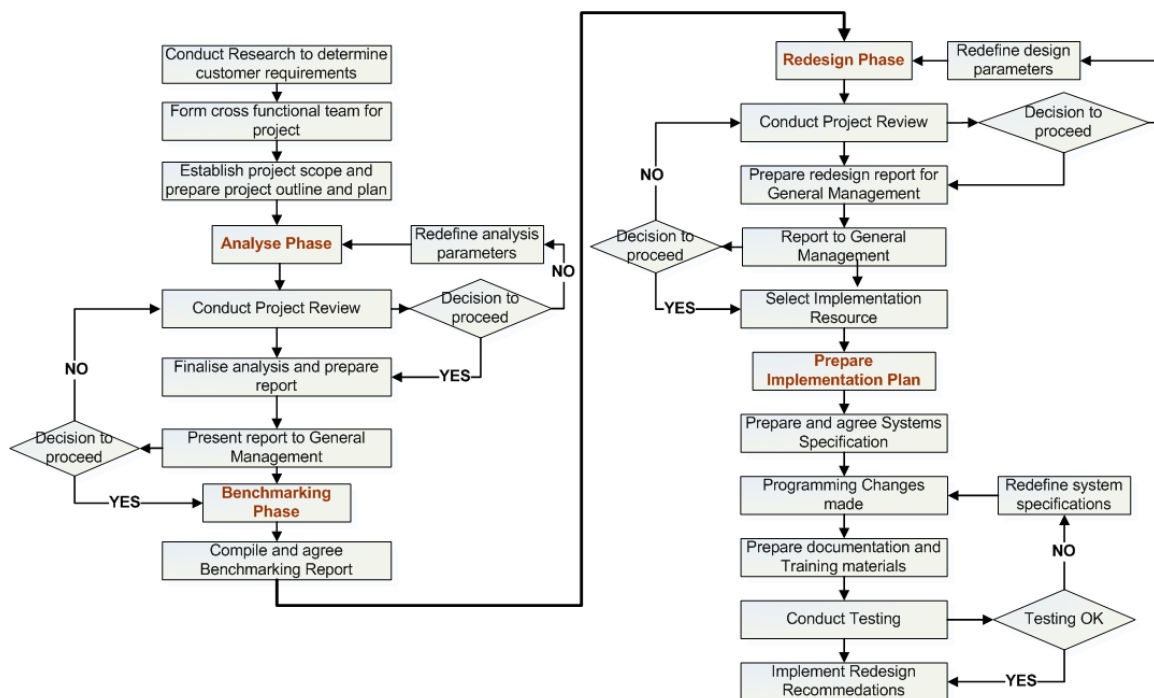 Conduct Research to determine
customer requirements
Form cross functional team for
project
Establish project scope and
prepare project outline and plan
Analyse Phase
Redefine analysis
parameters
NO
Conduct Project Review
Decision to
proceed
NO
YES
Finalise analysis and prepare
report
Decision to
proceed
Present report to General
Management
YES
Benchmarking
Phase
Compile and agree
Benchmarking Report
Redesign Phase
Redefine design
parameters
Conduct Project Review
Decision to
proceed
NO
Prepare redesign report for
General Management
Decision to
proceed
Report to General
Management
YES
Select Implementation
Resource
Prepare
Implementation Plan
Prepare and agree Systems
Specification
Programming Changes
made
Redefine system
specifications
NO
Prepare documentation and
Training materials
Conduct Testing
Testing OK
YES
Implement Redesign
Recommedations